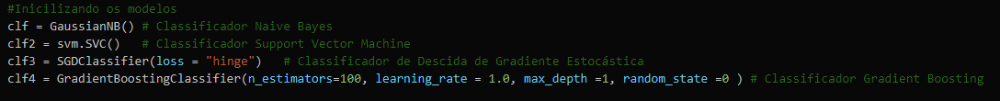 #Inicilizando os modelos
clf = GaussianNB() # Classificador Naive Bayes
clf2 = svm.SVC()   # Classificador Support Vector Machine
clf3 = SGDClassifier(loss = "hinge")   # Classificador de Descida de Gradiente Estocástica
clf4 = GradientBoostingClassifier(n_estimators=100, learning_rate = 1.0, max_depth =1, random_state =0 ) # Classificador Gradient Boosting